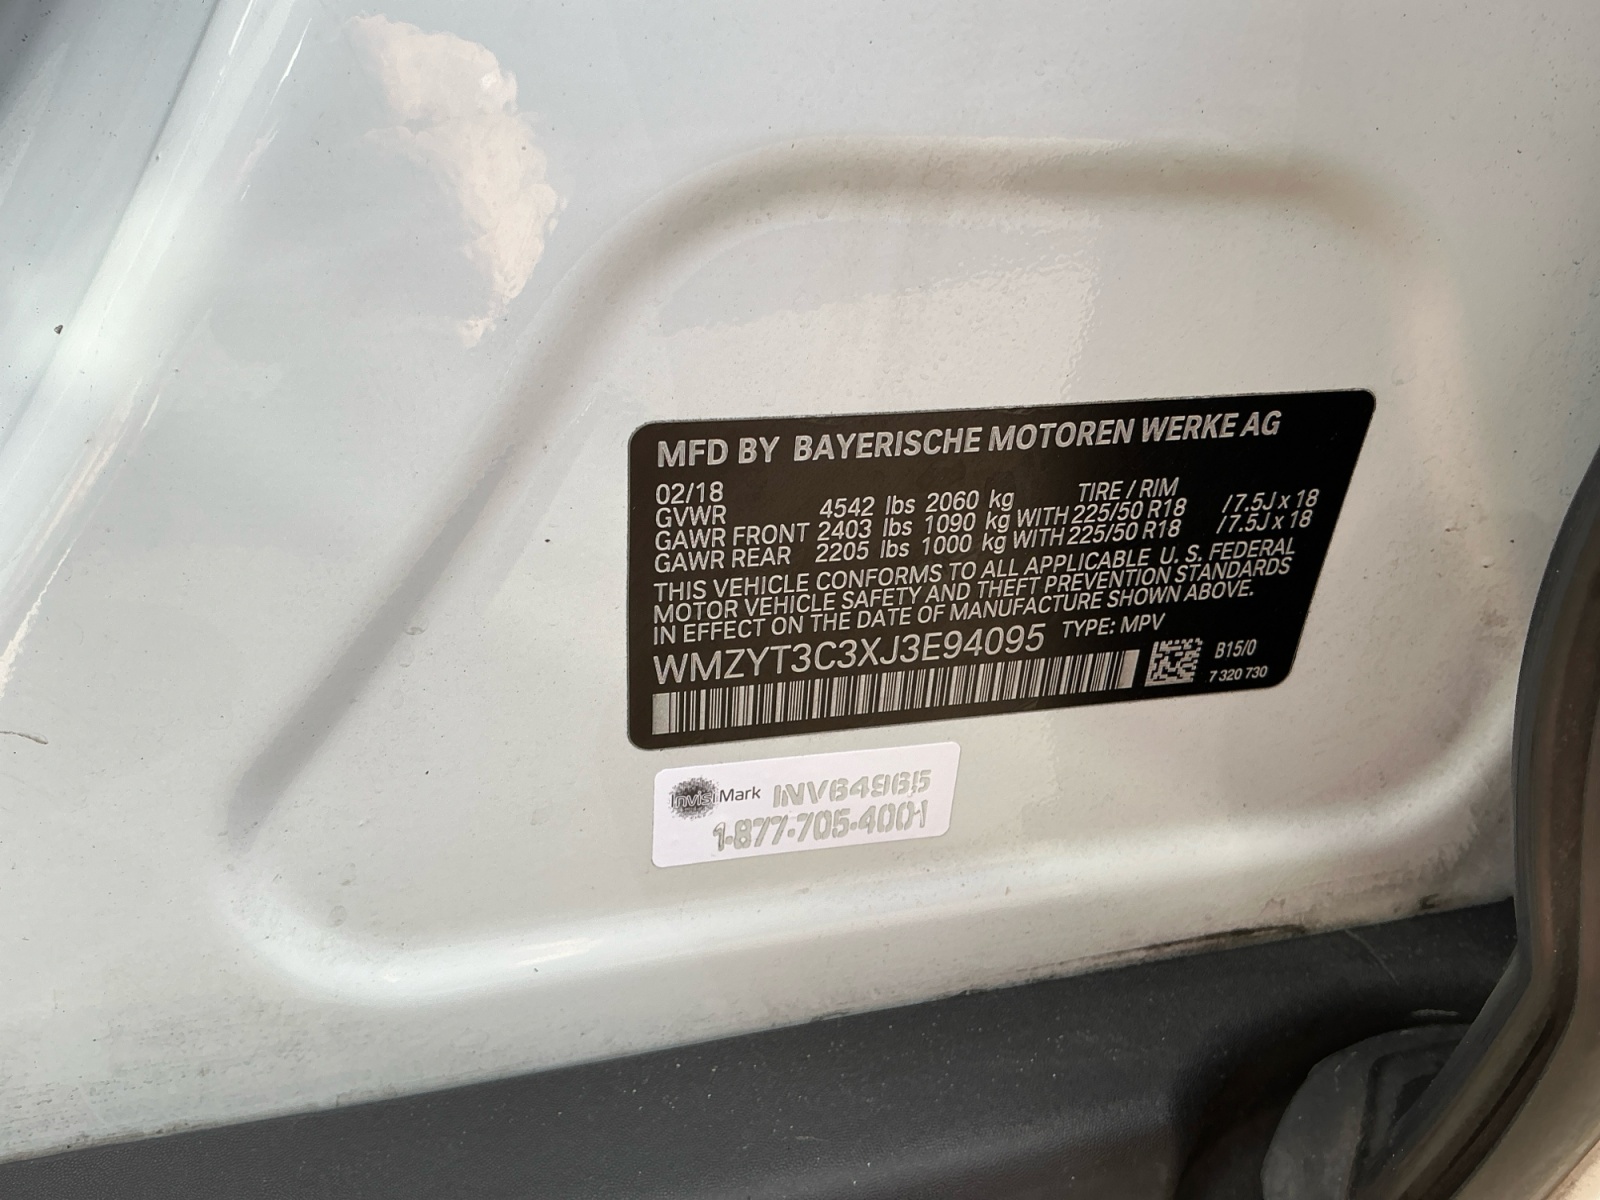 MFD BY BAYERISCHE MOTOREN WERKE AG
02/18 TIRE / RIM
GVWR 4542 lbs 2060 kg
GAWR FRONT 2403 lbs 1090 kg WITH 225/50 R18 /7.5J x 18
GAWR REAR 2205 lbs 1000 kg WITH 225/50 R18 /7.5J x 18
THIS VEHICLE CONFORMS TO ALL APPLICABLE U. S. FEDERAL
MOTOR VEHICLE SAFETY AND THEFT PREVENTION STANDARDS
IN EFFECT ON THE DATE OF MANUFACTURE SHOWN ABOVE.
WMZYT3C3XJ3E94095 TYPE: MPV
B15/0
7 320 730
InvisiMark INV64965
1-877-705-4001